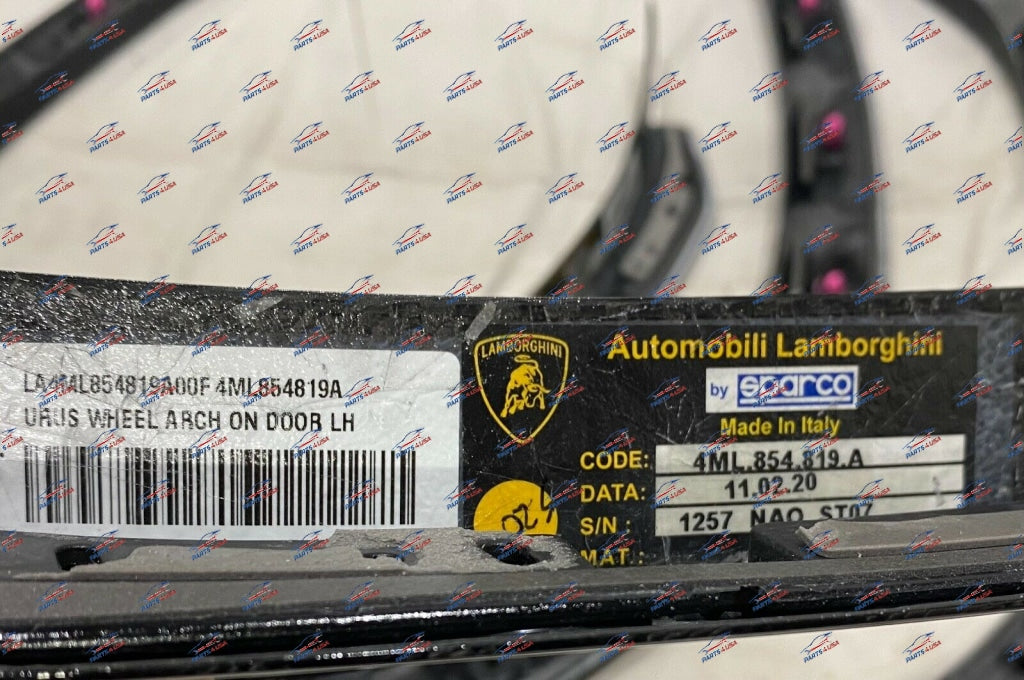 LA4ML854819A00F 4ML854819A
URUS WHEEL ARCH ON DOOR LH
LAMBORGHINI
Automobili Lamborghini
by sparco
Made In Italy
CODE: 4ML.854.819.A
DATA: 11.02.20
S/N : 1257 NAO ST07
MAT.:
PARTS4USA